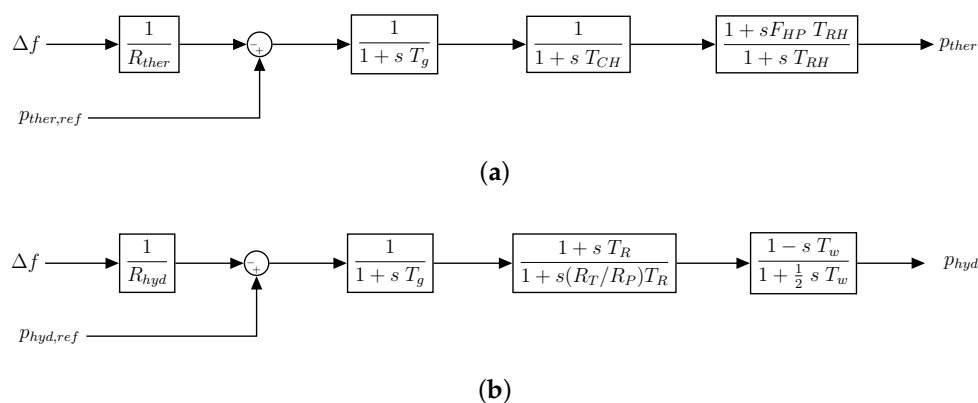 Δf 1/R_ther - + 1/(1 + s T_g) 1/(1 + s T_CH) (1 + sF_HP T_RH)/(1 + s T_RH) p_ther
p_ther,ref
(a)
Δf 1/R_hyd - + 1/(1 + s T_g) (1 + s T_R)/(1 + s(R_T/R_P)T_R) (1 − s T_w)/(1 + ½ s T_w) p_hyd
p_hyd,ref
(b)